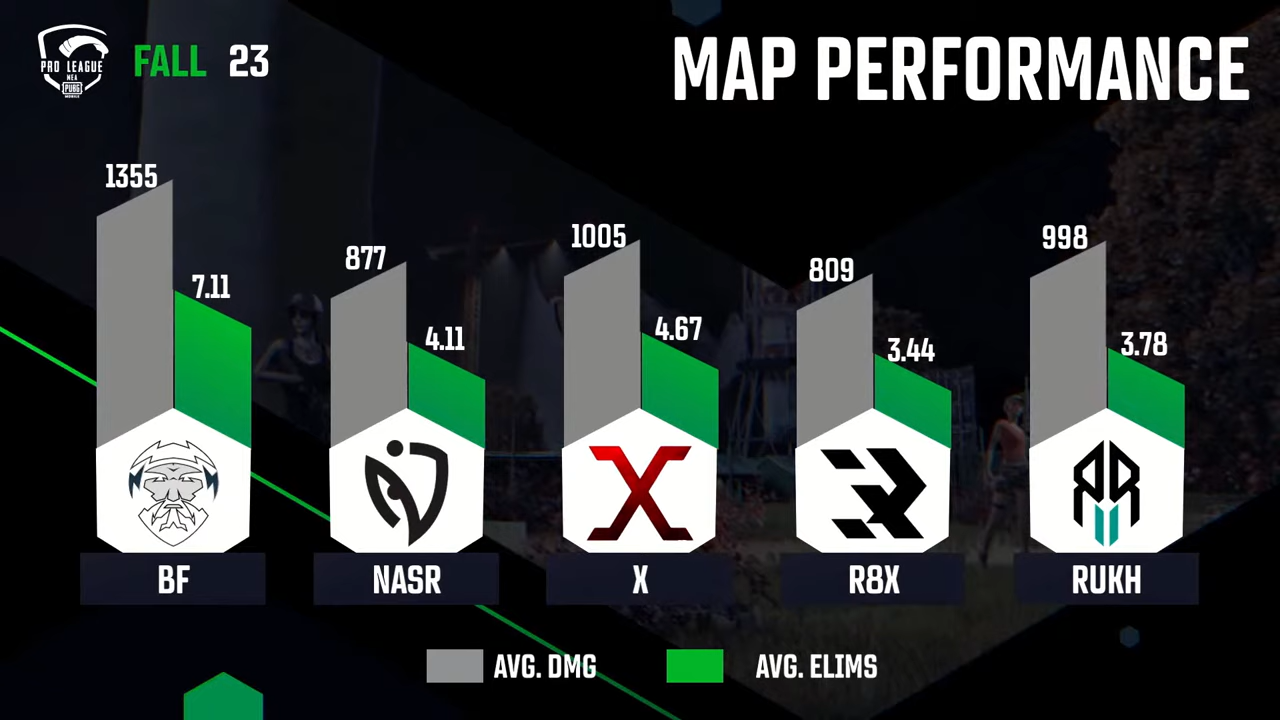 PRO LEAGUE
MEA
PUBG
MOBILE
FALL 23
MAP PERFORMANCE
1355
7.11
877
4.11
1005
4.67
809
3.44
998
3.78
BF
NASR
X
R8X
RUKH
AVG. DMG
AVG. ELIMS